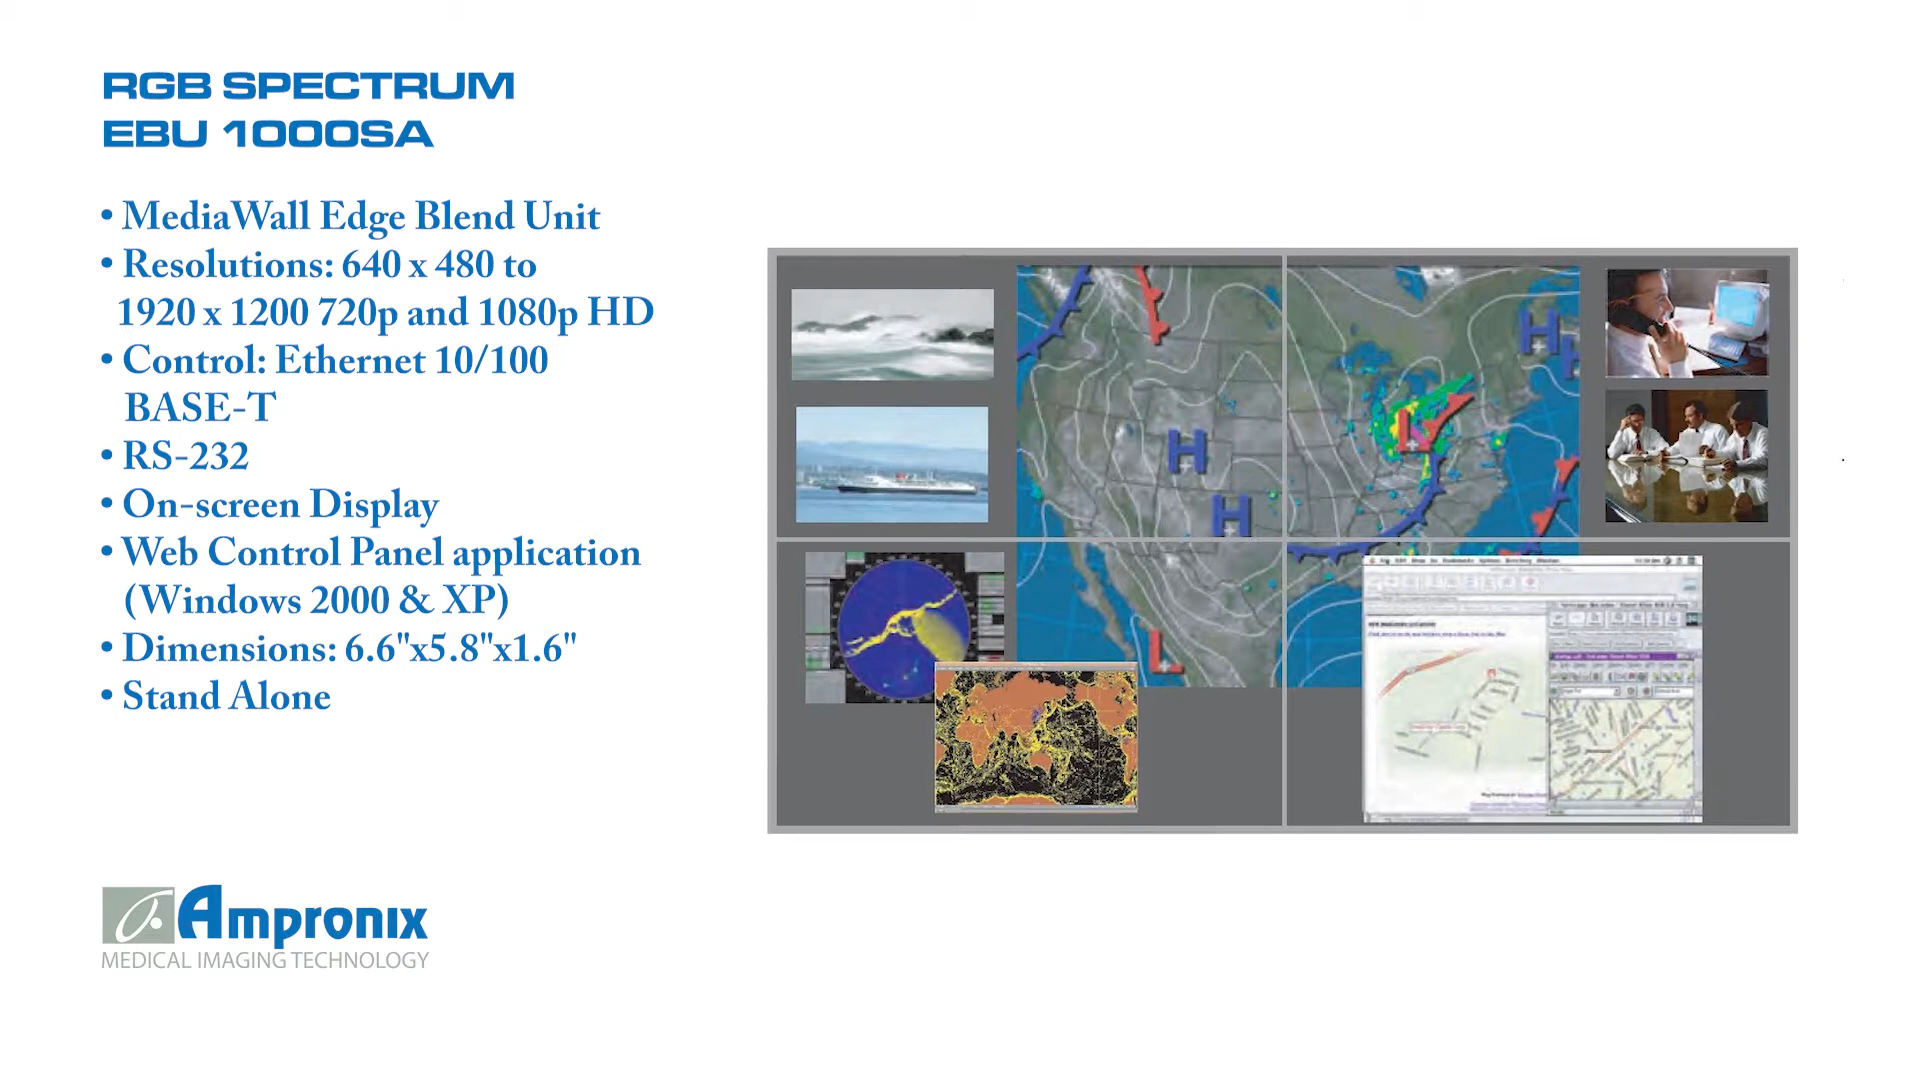 RGB SPECTRUM
EBU 1000SA
• MediaWall Edge Blend Unit
• Resolutions: 640 x 480 to
1920 x 1200 720p and 1080p HD
• Control: Ethernet 10/100
BASE-T
• RS-232
• On-screen Display
• Web Control Panel application
(Windows 2000 & XP)
• Dimensions: 6.6"x5.8"x1.6"
• Stand Alone
H
H
H
H
L
L
Ampronix
MEDICAL IMAGING TECHNOLOGY